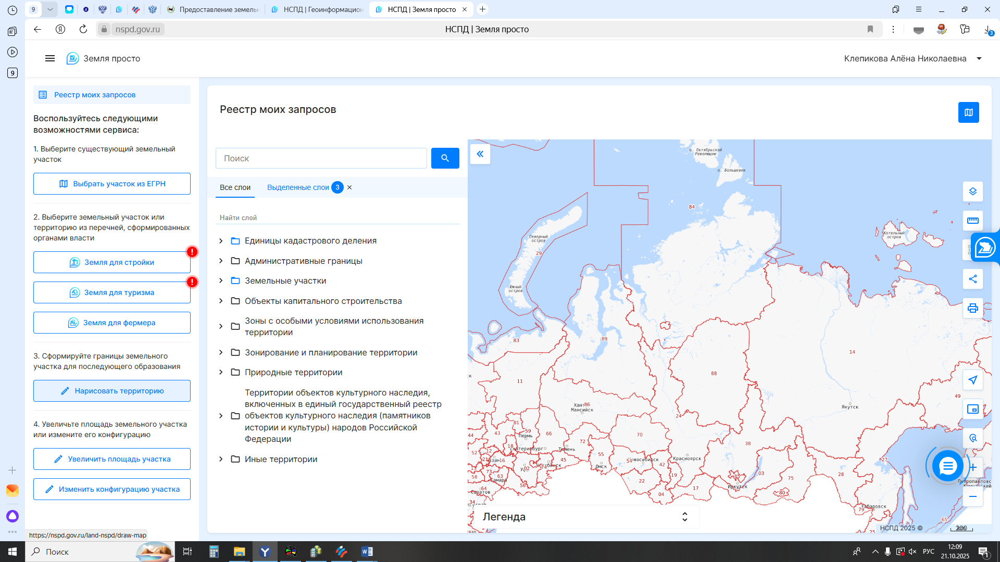 9
Предоставление земельн
НСПД | Геоинформацион
НСПД | Земля просто
nspd.gov.ru
НСПД | Земля просто
3
9
Земля просто
Клепикова Алёна Николаевна
Реестр моих запросов
Воспользуйтесь следующими
возможностями сервиса:
1. Выберите существующий земельный
участок
Выбрать участок из ЕГРН
2. Выберите земельный участок или
территорию из перечней, сформированных
органами власти
Земля для стройки
Земля для туризма
Земля для фермера
3. Сформируйте границы земельного
участка для последующего образования
Нарисовать территорию
4. Увеличьте площадь земельного участка
или измените его конфигурацию
Увеличить площадь участка
Изменить конфигурацию участка
https://nspd.gov.ru/land-nspd/draw-map
Реестр моих запросов
Поиск
Все слои
Выделенные слои 3
Найти слой
Единицы кадастрового деления
Административные границы
Земельные участки
Объекты капитального строительства
Зоны с особыми условиями использования
территории
Зонирование и планирование территории
Природные территории
Территории объектов культурного наследия,
включенных в единый государственный реестр
объектов культурного наследия (памятников
истории и культуры) народов Российской
Федерации
Иные территории
о. Октябрьской
Революции
о. Большевик
84
Северный
остров
29
Южный
остров
Котельный
остров
83
89
14
88
11
49
Якутск
86
Мансийск
24
81
59
Пермь
66
70
44
43
38
18
72
Тюмень
52
12
55
27
21
16
45
54
Красноярск
42
28
02
74
Омск
13
73
03
58
63
Самара
19
85
75
22
56
64
17
Иркутск
Саратов
04
80
34
79
Хабаровск
65
25
Легенда
НСПД 2025 ©
Поиск
РУС
12:09
21.10.2025
1